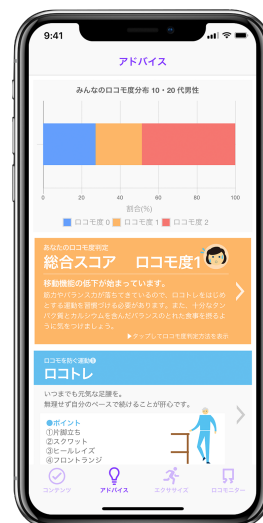 9:41
アドバイス
みんなのロコモ度分布 10・20 代男性
0 20 40 60 80 100
割合(%)
ロコモ度 0 ロコモ度 1 ロコモ度 2
あなたのロコモ度判定
総合スコア ロコモ度1
移動機能の低下が始まっています。
筋力やバランス力が落ちてきているので、ロコトレをはじめ
とする運動を習慣づける必要があります。また、十分なタン
パク質とカルシウムを含んだバランスのとれた食事を摂るよ
うに気をつけましょう。
▶タップしてロコモ度判定方法を表示
ロコモを防ぐ運動❶
ロコトレ
いつまでも元気な足腰を。
無理せず自分のペースで続けることが肝心です。
●ポイント
①片脚立ち
②スクワット
③ヒールレイズ
④フロントランジ
コンテンツ アドバイス エクササイズ ロコモニター